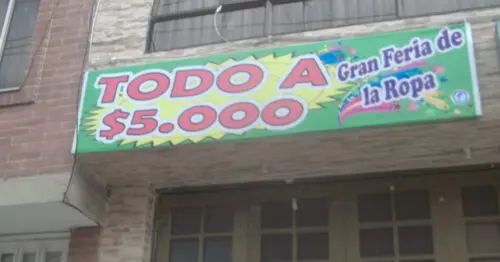 TODO A
$5.000
Gran Feria de
la Ropa